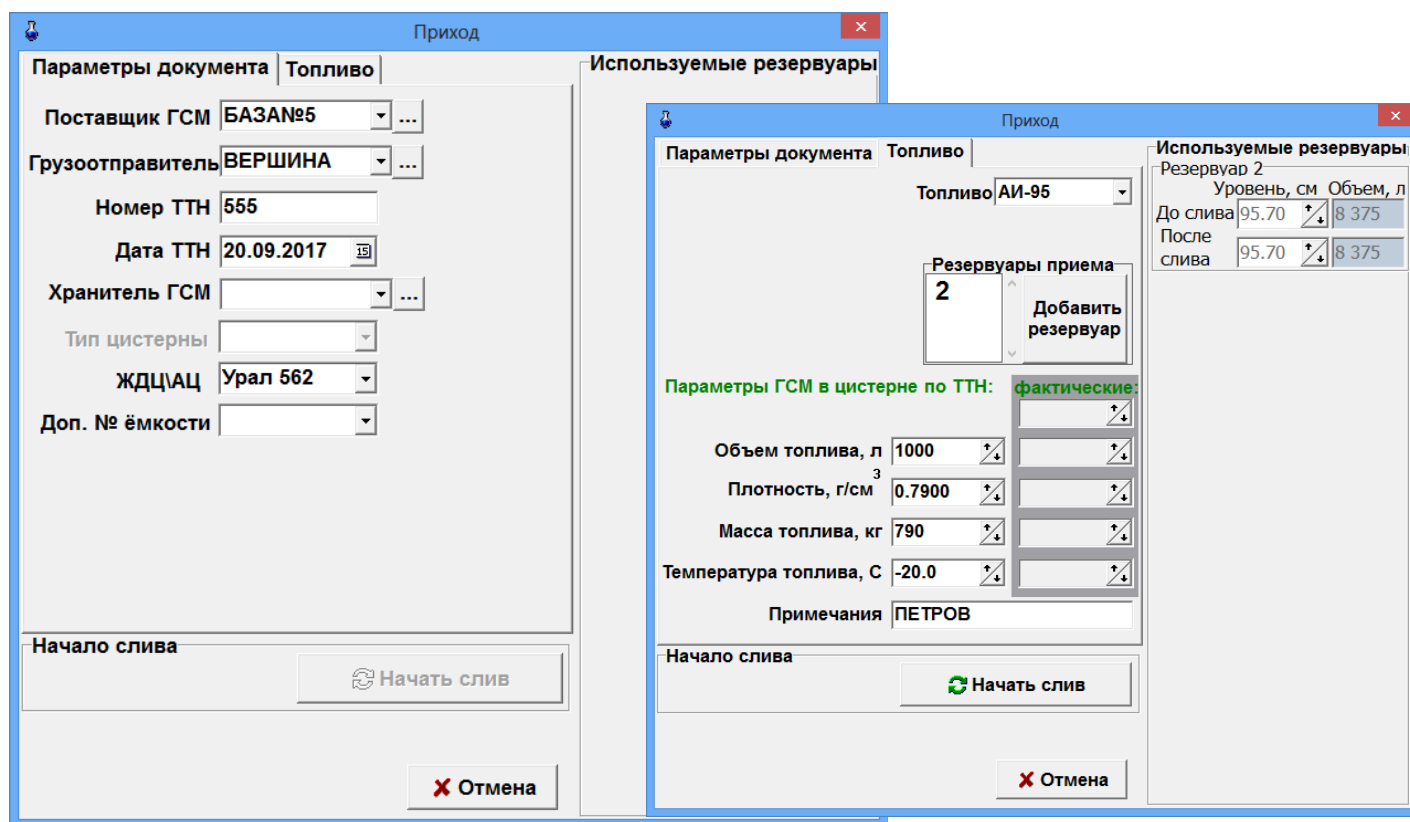 Приход
Параметры документа Топливо
Используемые резервуары
Поставщик ГСМ БАЗА№5 ...
Грузоотправитель ВЕРШИНА ...
Номер ТТН 555
Дата ТТН 20.09.2017 15
Хранитель ГСМ ...
Тип цистерны
ЖДЦ\АЦ Урал 562
Доп. № ёмкости
Начало слива
Начать слив
Отмена
Приход
Параметры документа Топливо
Топливо АИ-95
Резервуары приема
2
Добавить
резервуар
Параметры ГСМ в цистерне по ТТН: фактические:
Объем топлива, л 1000
Плотность, г/см3 0.7900
Масса топлива, кг 790
Температура топлива, С -20.0
Примечания ПЕТРОВ
Начало слива
Начать слив
Отмена
Используемые резервуары
Резервуар 2
Уровень, см Объем, л
До слива 95.70 8 375
После
слива 95.70 8 375